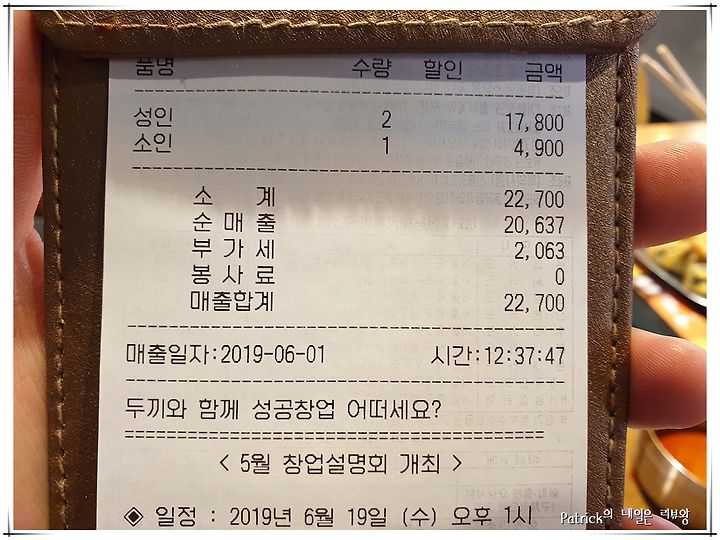 품명 수량 할인 금액
성인 2 17,800
소인 1 4,900
소 계 22,700
순 매 출 20,637
부 가 세 2,063
봉 사 료 0
매출합계 22,700
매출일자:2019-06-01 시간:12:37:47
두끼와 함께 성공창업 어떠세요?
< 5월 창업설명회 개최 >
◈ 일정 : 2019년 6월 19일 (수) 오후 1시
Patrick의 내일은 리뷰왕